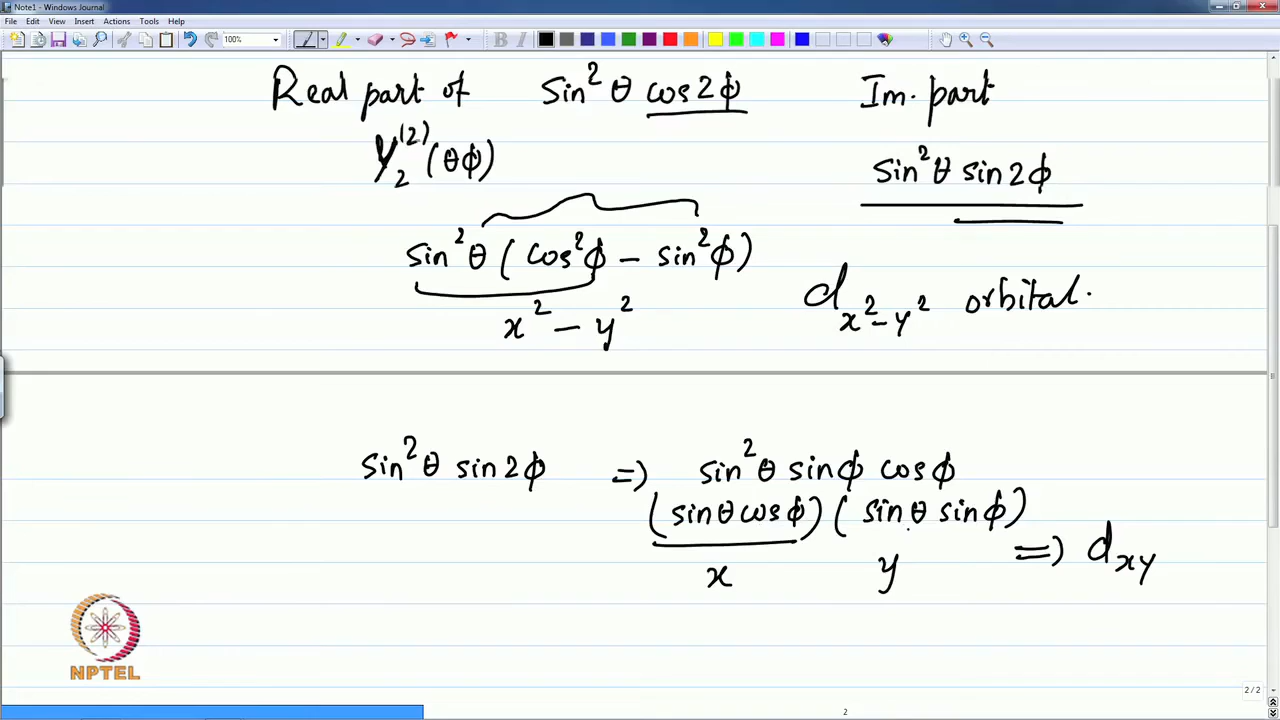 Note1 - Windows Journal
File Edit View Insert Actions Tools Help
100%
B I
Real part of sin²θ cos2φ Im. part
Y₂⁽²⁾(θφ)
sin²θ sin2φ
sin²θ (cos²φ – sin²φ)
x² – y²
d_{x²–y²} orbital.
sin²θ sin2φ => sin²θ sinφ cosφ
(sinθ cosφ) (sinθ sinφ)
x y => d_{xy}
NPTEL
2/2
2